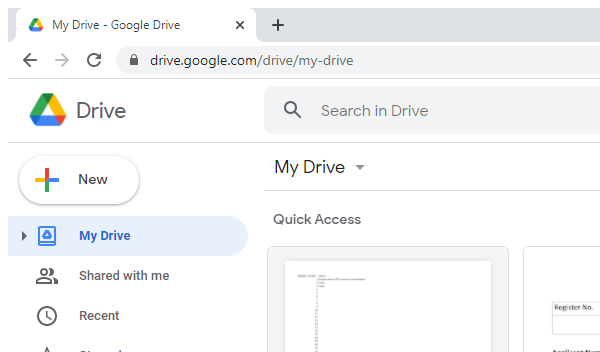 My Drive - Google Drive
drive.google.com/drive/my-drive
Drive
Search in Drive
New
My Drive
My Drive
Quick Access
Shared with me
Recent
Register No.